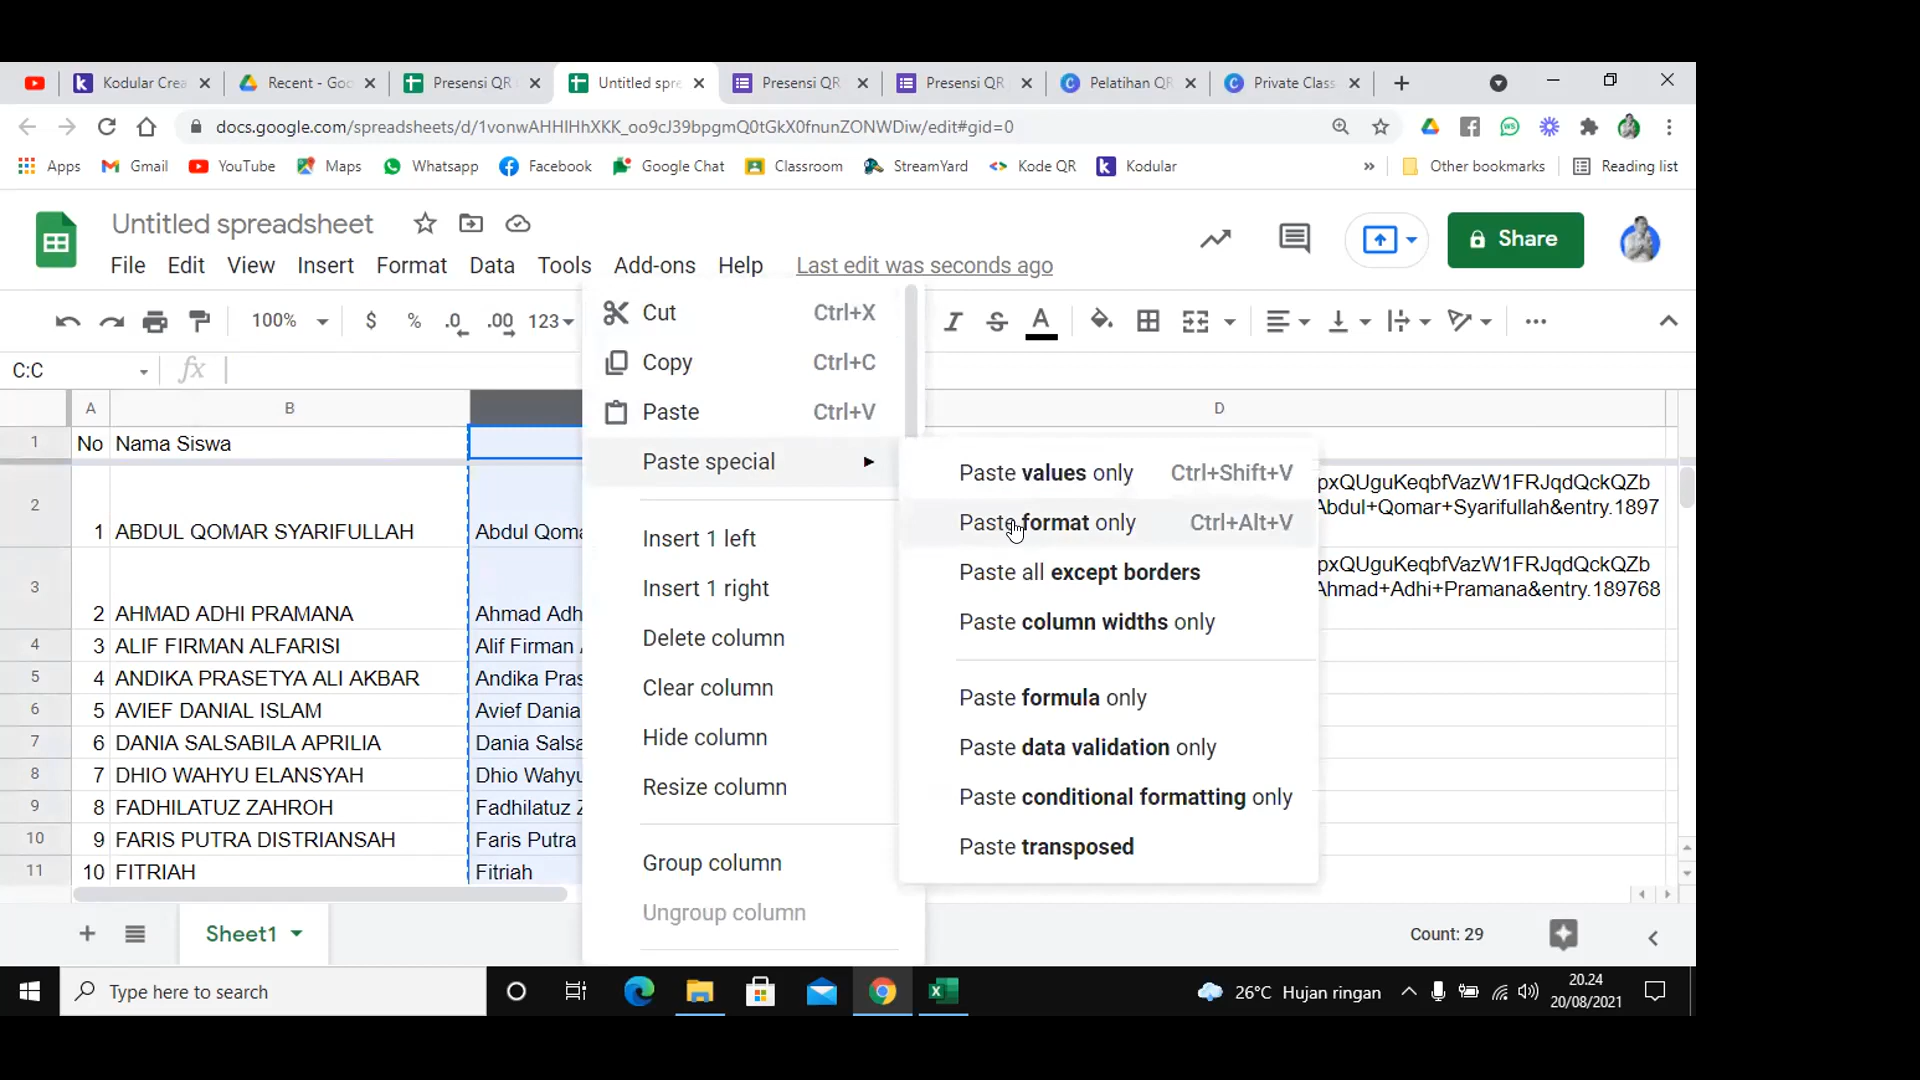 Kodular Crea
Recent - Goo
Presensi QR
Untitled spre
Presensi QR
Presensi QR
Pelatihan QR
Private Class
docs.google.com/spreadsheets/d/1vonwAHHIHhXKK_oo9cJ39bpgmQ0tGkX0fnunZONWDiw/edit#gid=0
Apps Gmail YouTube Maps Whatsapp Facebook Google Chat Classroom StreamYard Kode QR Kodular » Other bookmarks Reading list
Untitled spreadsheet
Share
File Edit View Insert Format Data Tools Add-ons Help Last edit was seconds ago
100% $ % .0 .00 123 I S A
C:C fx
A B D
1 No Nama Siswa
2 1 ABDUL QOMAR SYARIFULLAH Abdul Qoma
pxQUguKeqbfVazW1FRJqdQckQZb
Abdul+Qomar+Syarifullah&entry.1897
3 2 AHMAD ADHI PRAMANA Ahmad Adh
pxQUguKeqbfVazW1FRJqdQckQZb
Ahmad+Adhi+Pramana&entry.189768
4 3 ALIF FIRMAN ALFARISI Alif Firman
5 4 ANDIKA PRASETYA ALI AKBAR Andika Pras
6 5 AVIEF DANIAL ISLAM Avief Dania
7 6 DANIA SALSABILA APRILIA Dania Salsa
8 7 DHIO WAHYU ELANSYAH Dhio Wahyu
9 8 FADHILATUZ ZAHROH Fadhilatuz Z
10 9 FARIS PUTRA DISTRIANSAH Faris Putra
11 10 FITRIAH Fitriah
Cut Ctrl+X
Copy Ctrl+C
Paste Ctrl+V
Paste special
Insert 1 left
Insert 1 right
Delete column
Clear column
Hide column
Resize column
Group column
Ungroup column
Paste values only Ctrl+Shift+V
Paste format only Ctrl+Alt+V
Paste all except borders
Paste column widths only
Paste formula only
Paste data validation only
Paste conditional formatting only
Paste transposed
Sheet1 Count: 29
Type here to search
26°C Hujan ringan
20.24
20/08/2021